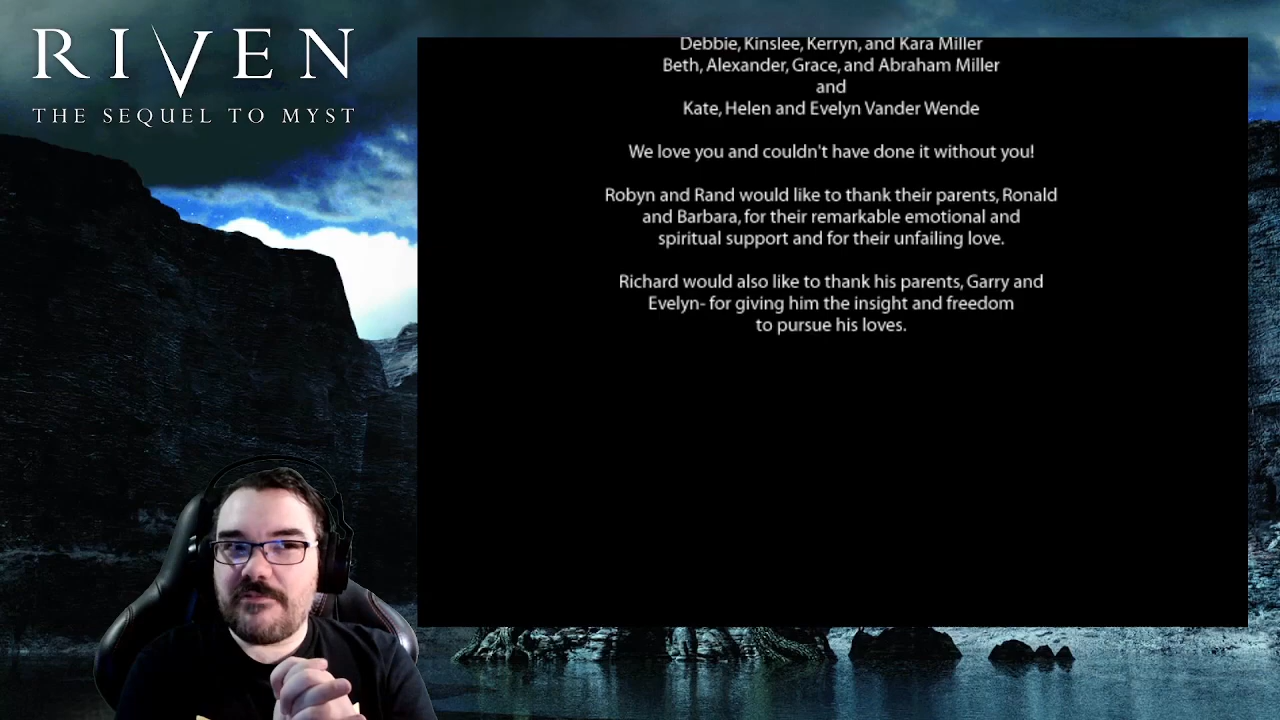 RIVEN
THE SEQUEL TO MYST
Debbie, Kinslee, Kerryn, and Kara Miller
Beth, Alexander, Grace, and Abraham Miller
and
Kate, Helen and Evelyn Vander Wende
We love you and couldn't have done it without you!
Robyn and Rand would like to thank their parents, Ronald
and Barbara, for their remarkable emotional and
spiritual support and for their unfailing love.
Richard would also like to thank his parents, Garry and
Evelyn- for giving him the insight and freedom
to pursue his loves.